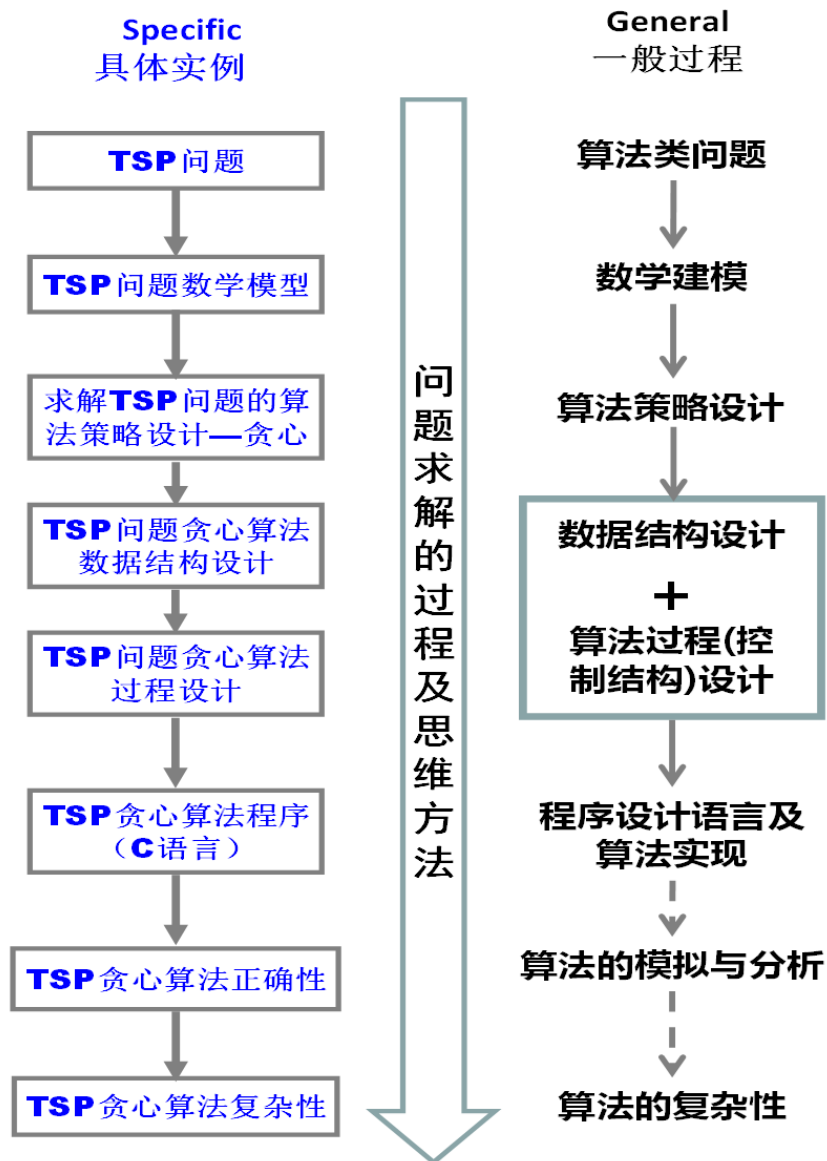 Specific
具体实例
TSP问题
TSP问题数学模型
求解TSP问题的算
法策略设计—贪心
TSP问题贪心算法
数据结构设计
TSP问题贪心算法
过程设计
TSP贪心算法程序
（C语言）
TSP贪心算法正确性
TSP贪心算法复杂性
问题求解的过程及思维方法
General
一般过程
算法类问题
数学建模
算法策略设计
数据结构设计
+
算法过程(控
制结构)设计
程序设计语言及
算法实现
算法的模拟与分析
算法的复杂性